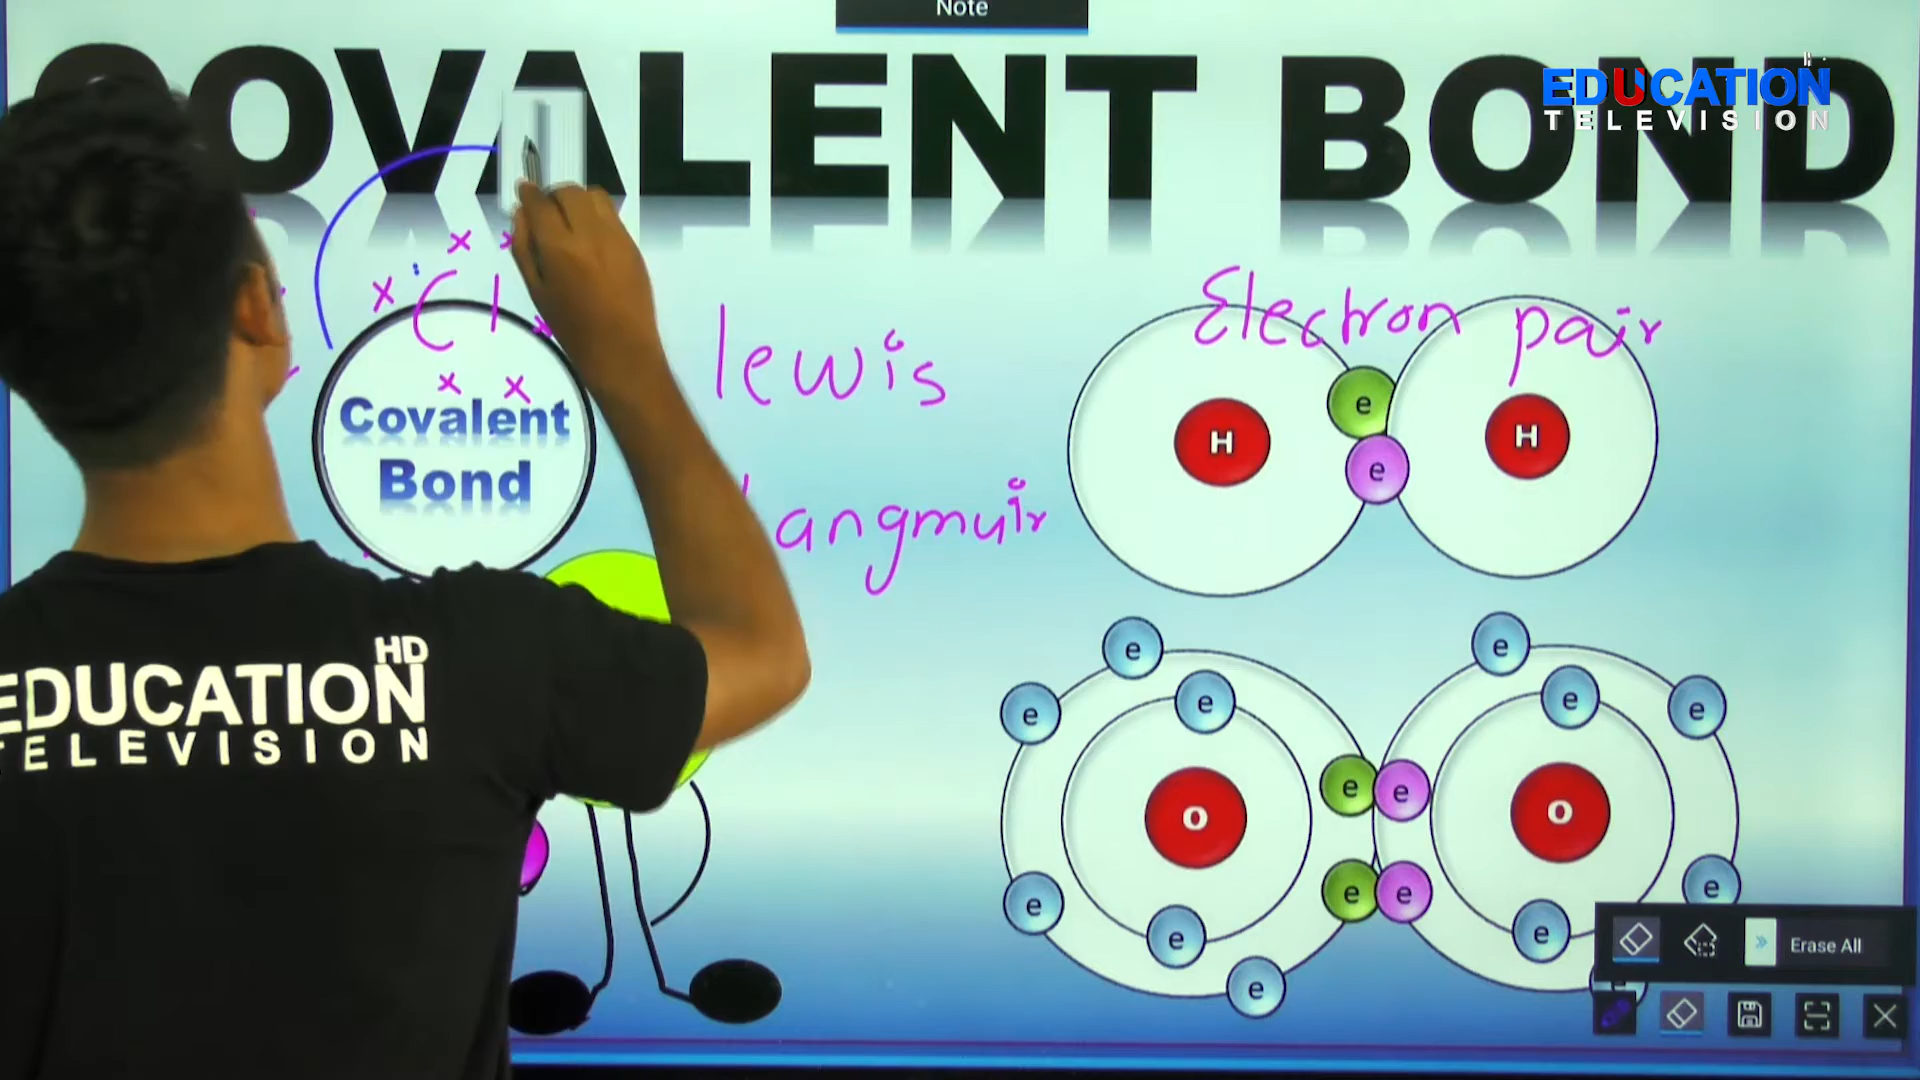 Note
COVALENT BOND
EDUCATION
TELEVISION
x x
x Cl x
x x
lewis
Electron pair
Covalent
Bond
langmuir
e
H H
e
e e
e e e e
HD
EDUCATION
TELEVISION
e e
O O
e e
e e e
e e
e
Erase All